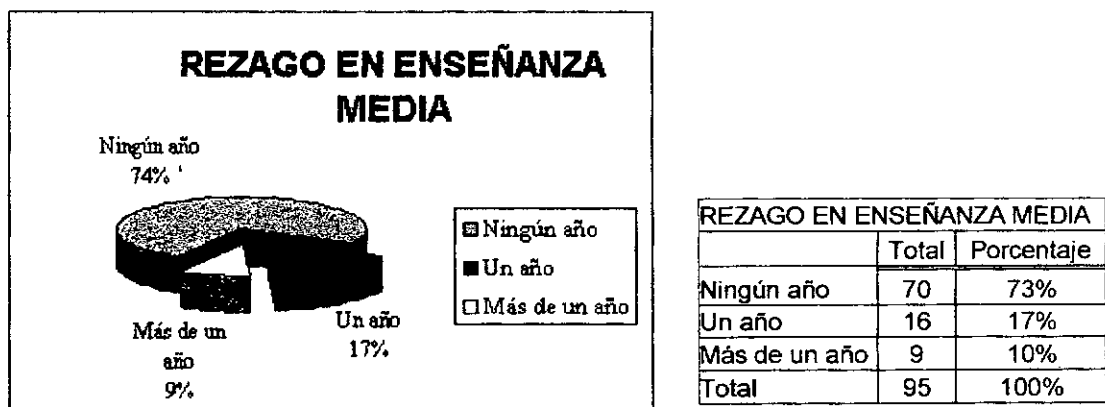 REZAGO EN ENSEÑANZA
MEDIA
Ningún año
74%
Más de un
año
9%
Un año
17%
Ningún año
Un año
Más de un año
REZAGO EN ENSEÑANZA MEDIA
Total Porcentaje
Ningún año 70 73%
Un año 16 17%
Más de un año 9 10%
Total 95 100%